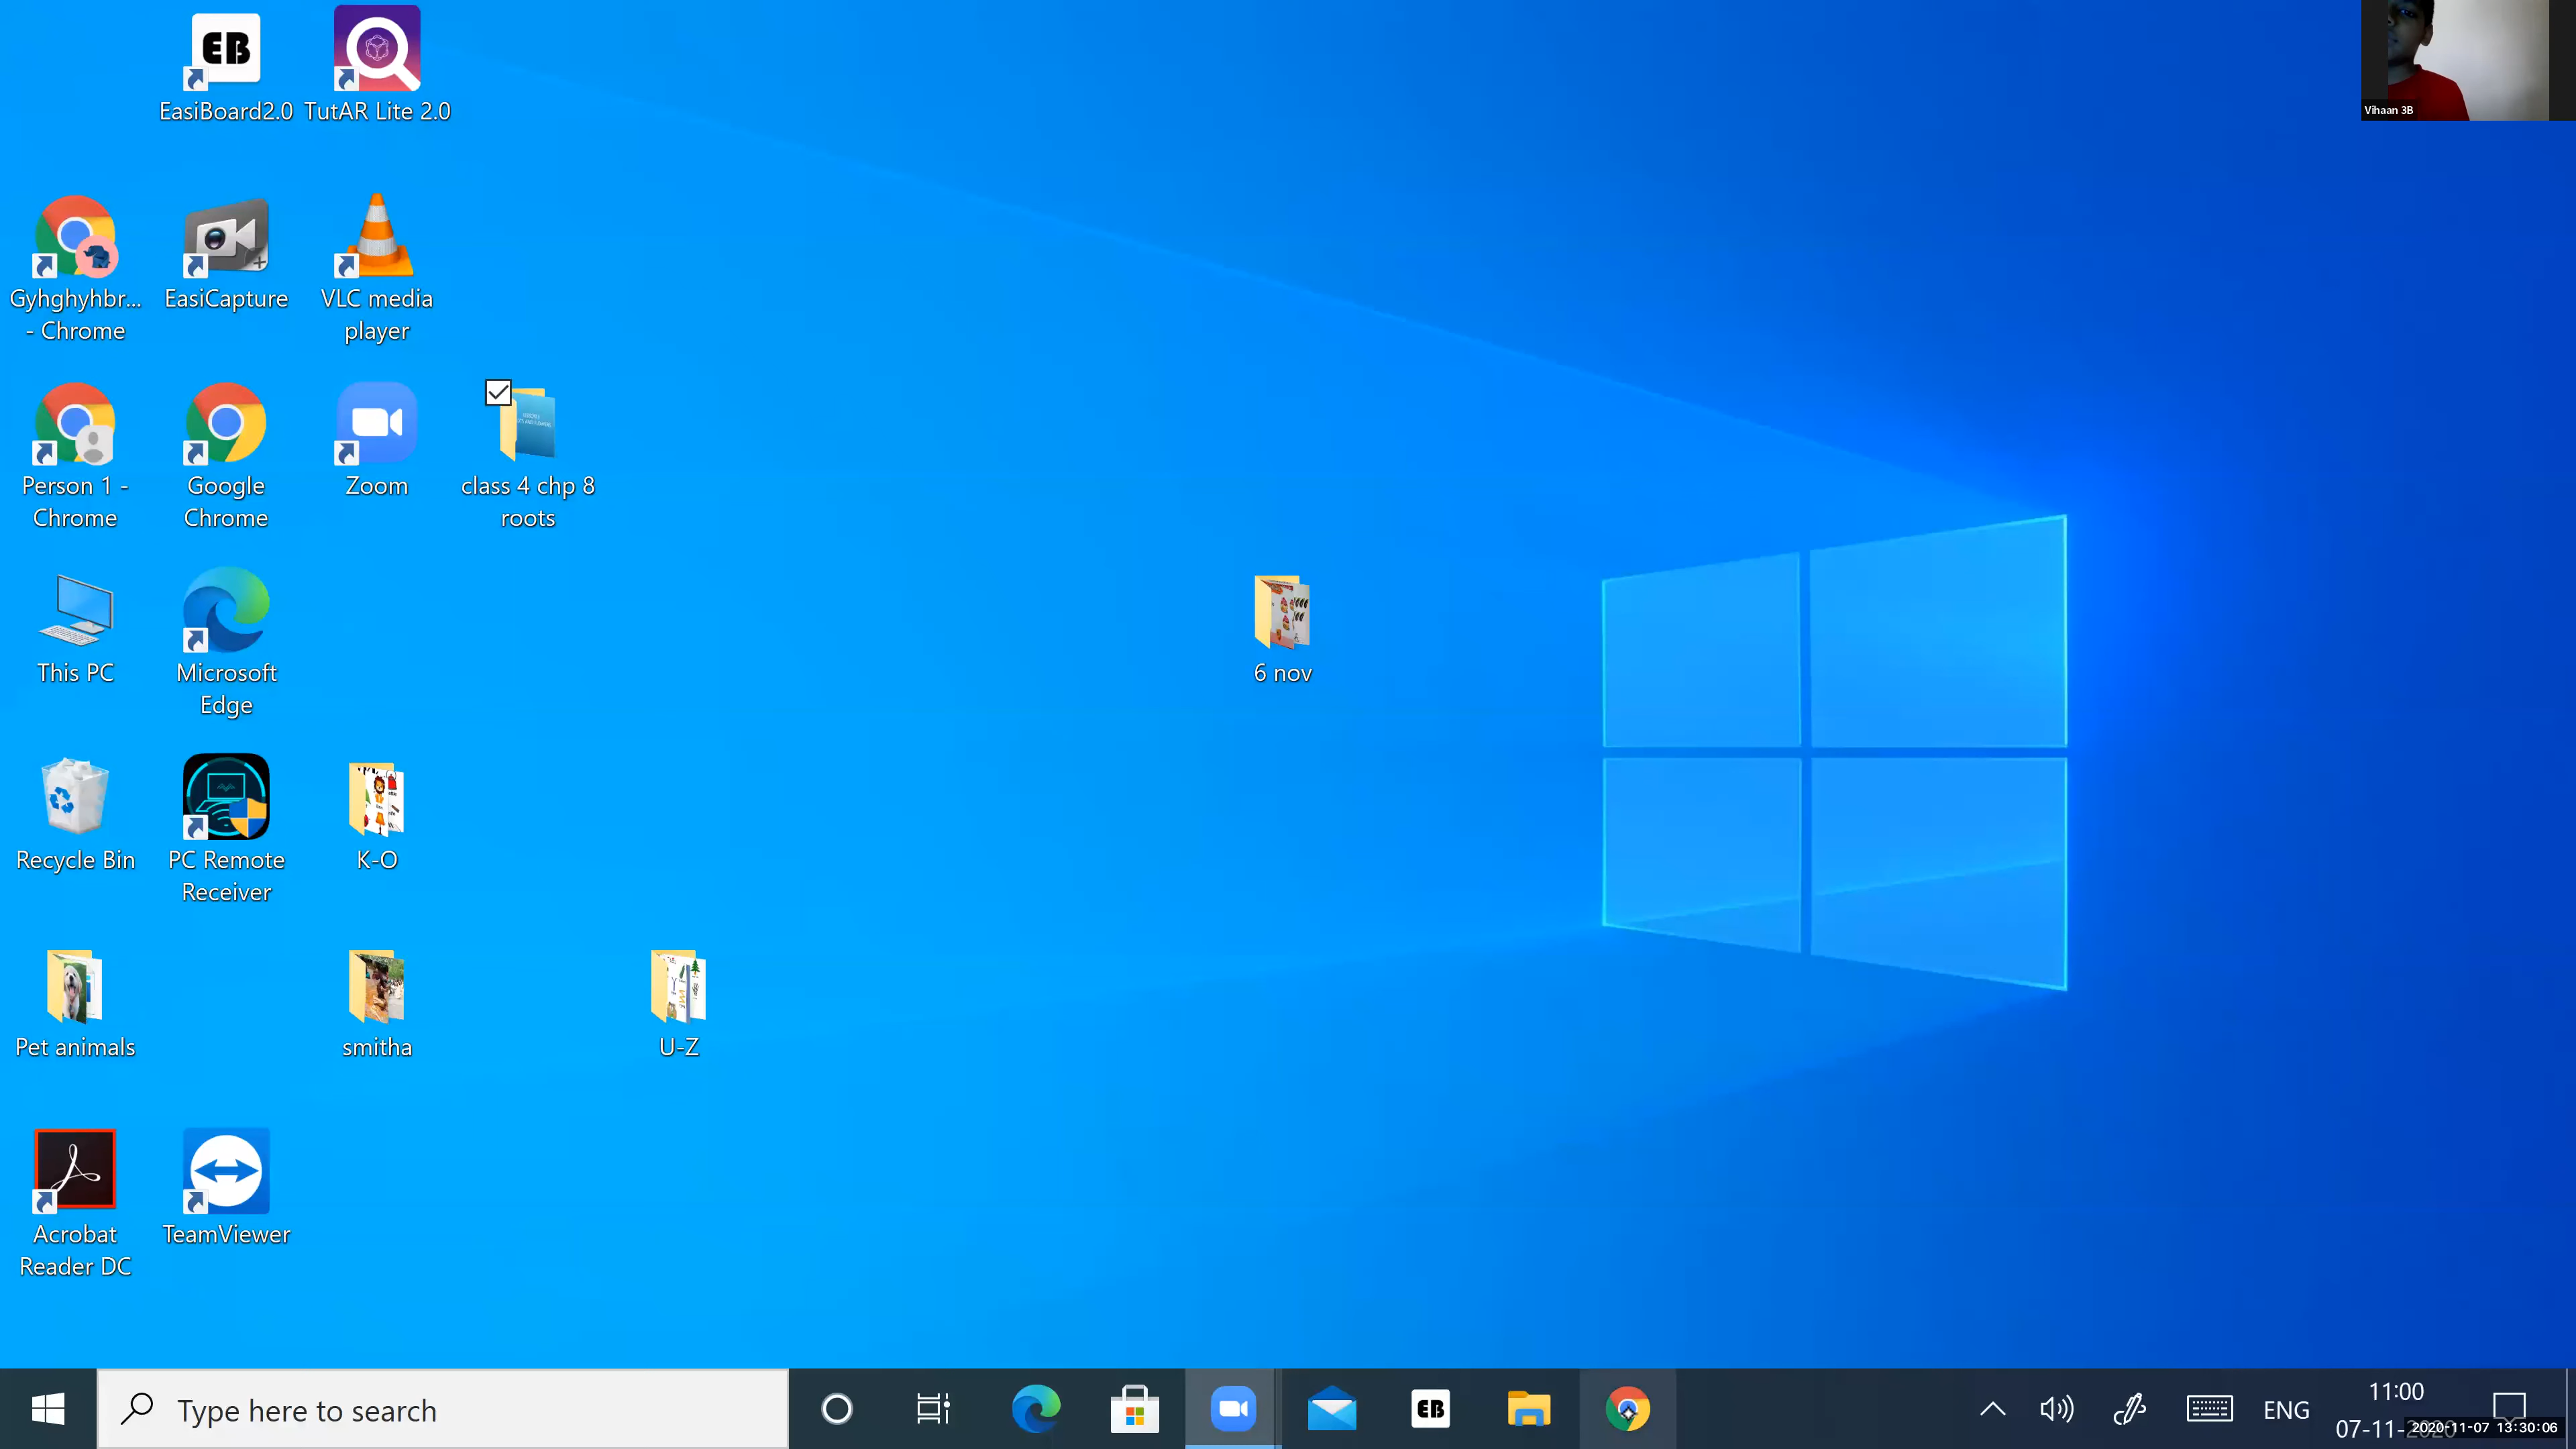 EB
EasiBoard2.0
TutAR Lite 2.0
Vihaan 3B
Gyhghyhbr...
- Chrome
EasiCapture
VLC media
player
Person 1 -
Chrome
Google
Chrome
Zoom
class 4 chp 8
roots
This PC
Microsoft
Edge
6 nov
Recycle Bin
PC Remote
Receiver
K-O
Pet animals
smitha
U-Z
Acrobat
Reader DC
TeamViewer
Type here to search
EB
ENG
11:00
07-11-2020
2020-11-07 13:30:06